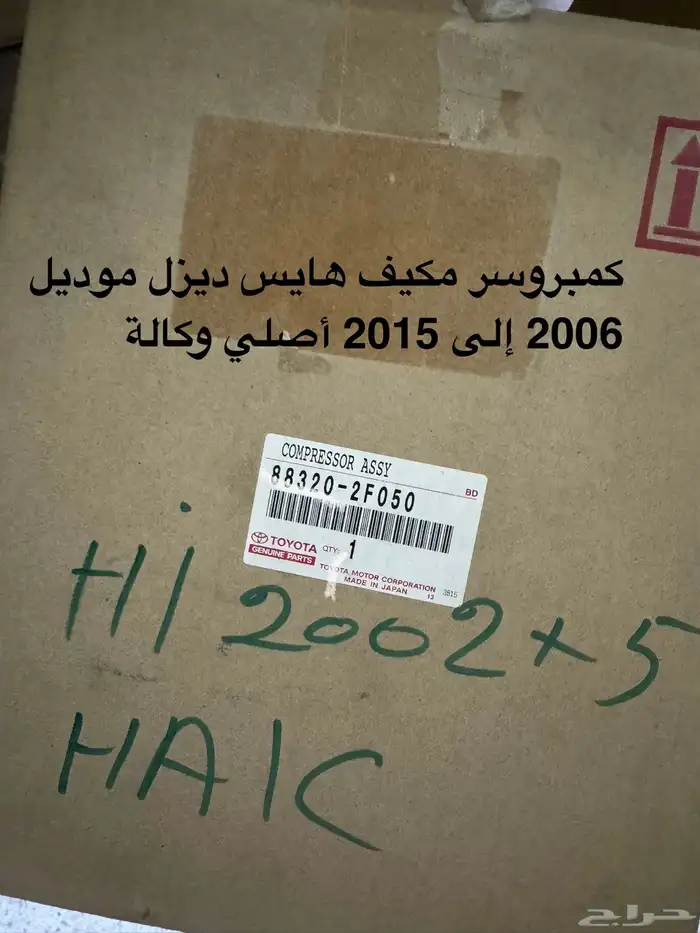 كمبروسر مكيف هايس ديزل موديل
2006 إلى 2015 أصلي وكالة
COMPRESSOR ASSY
88320-2F050
BD
TOYOTA QTY. 1
GENUINE PARTS
TOYOTA MOTOR CORPORATION
MADE IN JAPAN 13 3815
Hi 2002 x 5
HAIC
حراج